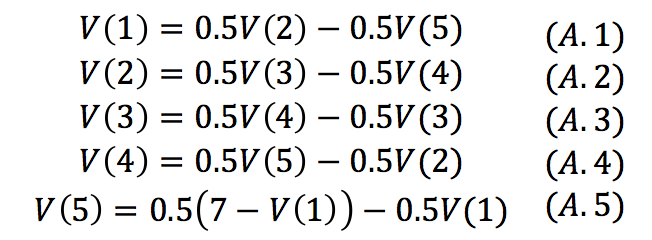 V(1) = 0.5V(2) − 0.5V(5) (A. 1)
V(2) = 0.5V(3) − 0.5V(4) (A. 2)
V(3) = 0.5V(4) − 0.5V(3) (A. 3)
V(4) = 0.5V(5) − 0.5V(2) (A. 4)
V(5) = 0.5(7 − V(1)) − 0.5V(1) (A. 5)